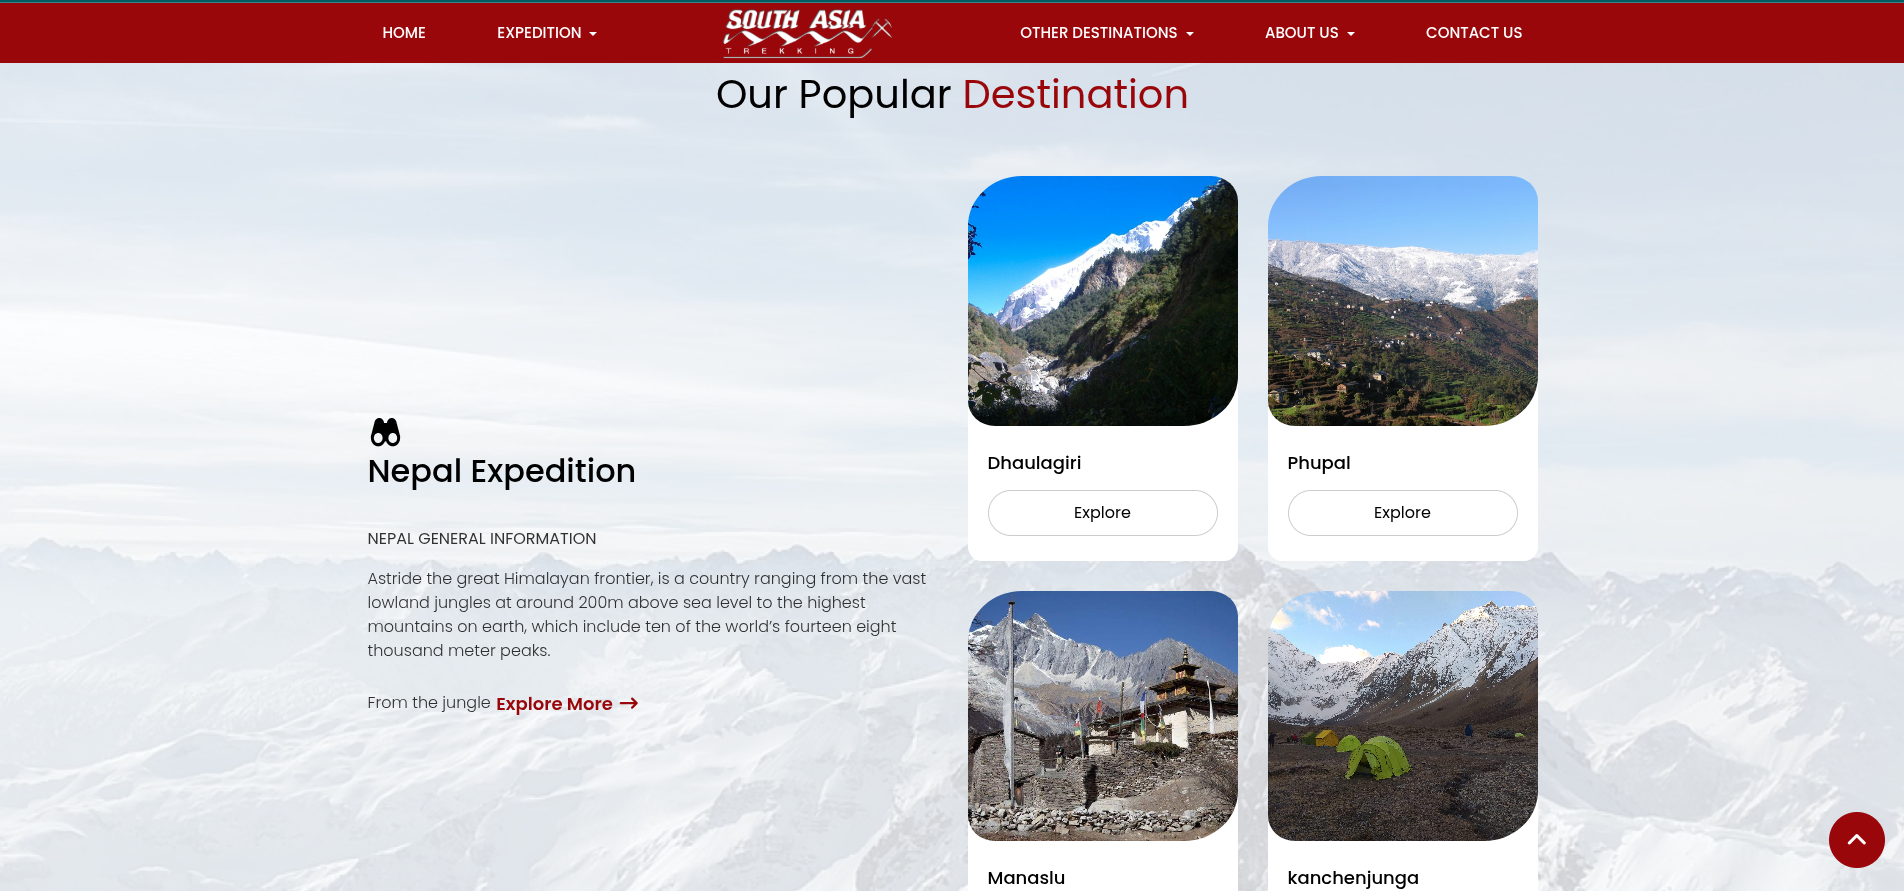 HOME
EXPEDITION
SOUTH ASIA
TREKKING
OTHER DESTINATIONS
ABOUT US
CONTACT US
Our Popular Destination
Nepal Expedition
NEPAL GENERAL INFORMATION
Astride the great Himalayan frontier, is a country ranging from the vast
lowland jungles at around 200m above sea level to the highest
mountains on earth, which include ten of the world’s fourteen eight
thousand meter peaks.
From the jungle Explore More
Dhaulagiri
Explore
Phupal
Explore
Manaslu
kanchenjunga